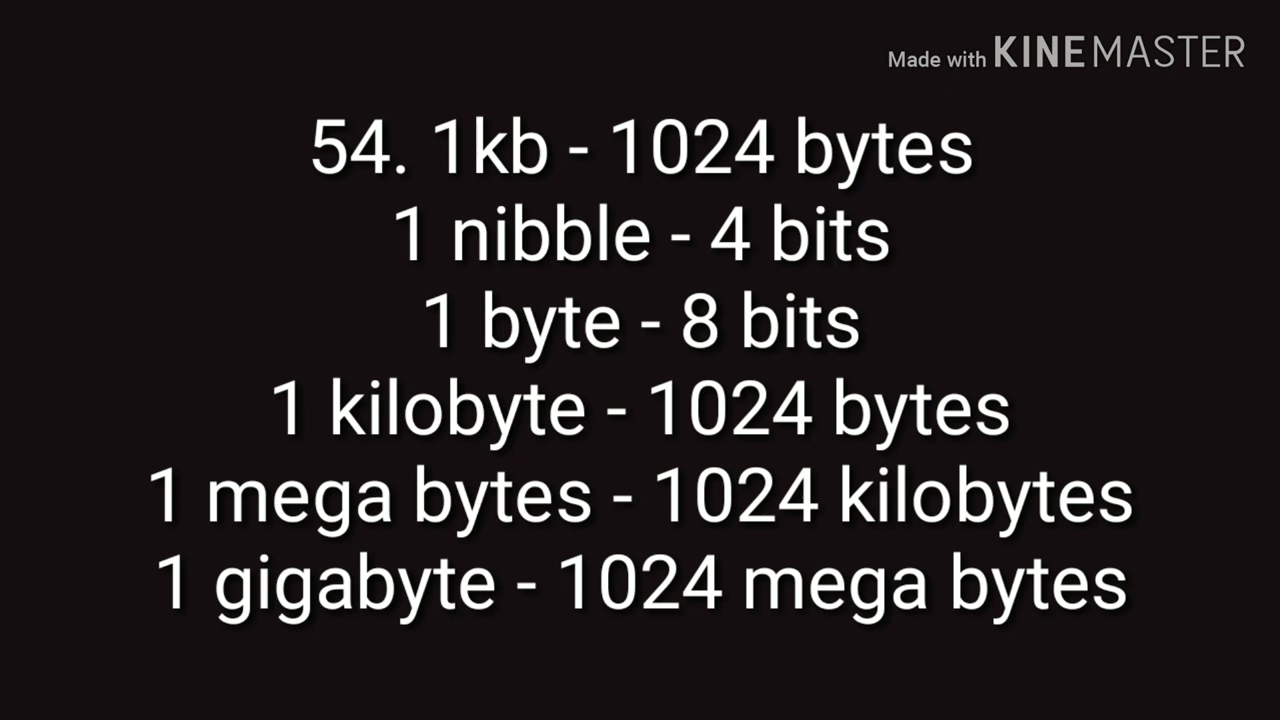 Made with KINEMASTER
54. 1kb - 1024 bytes
1 nibble - 4 bits
1 byte - 8 bits
1 kilobyte - 1024 bytes
1 mega bytes - 1024 kilobytes
1 gigabyte - 1024 mega bytes